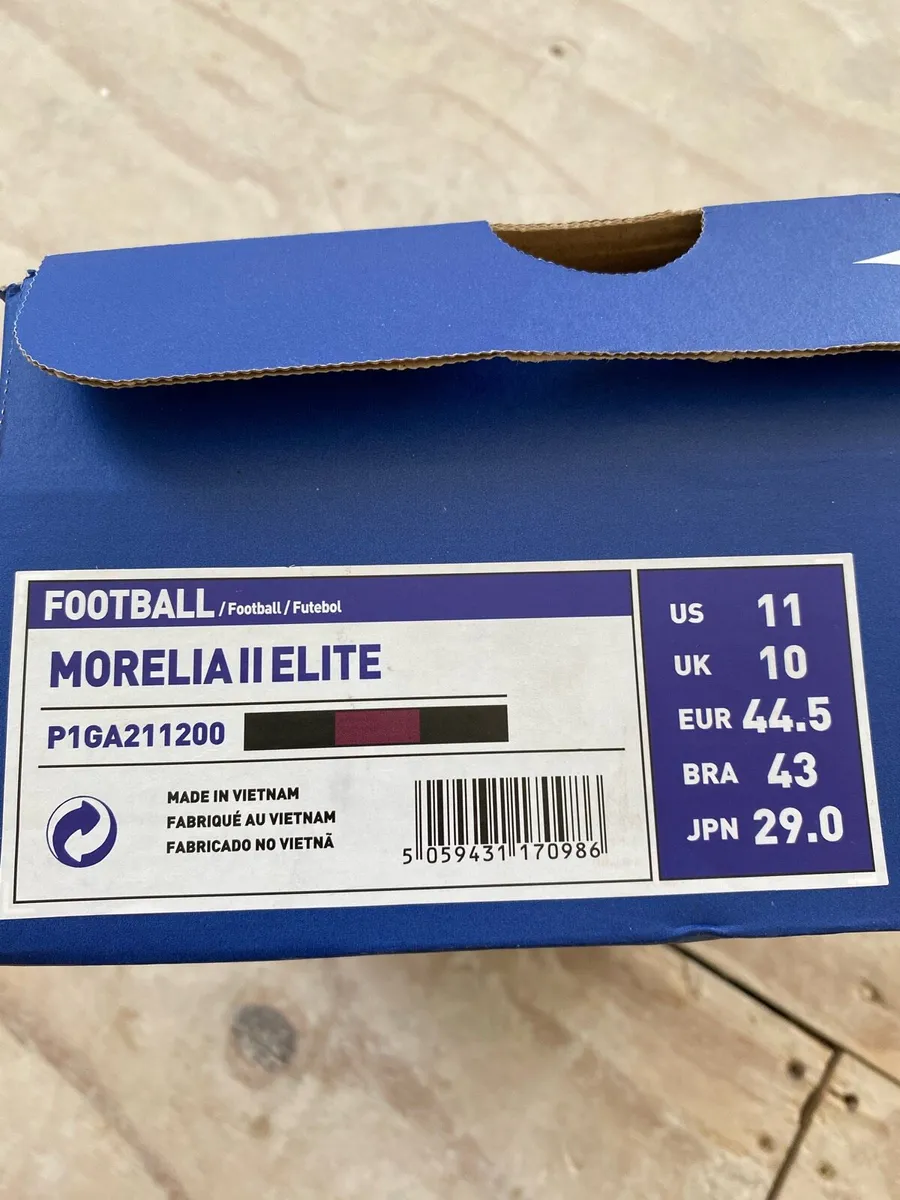 FOOTBALL / Football / Futebol
MORELIA II ELITE
P1GA211200
MADE IN VIETNAM
FABRIQUÉ AU VIETNAM
FABRICADO NO VIETNÃ
5 059431 170986
US 11
UK 10
EUR 44.5
BRA 43
JPN 29.0